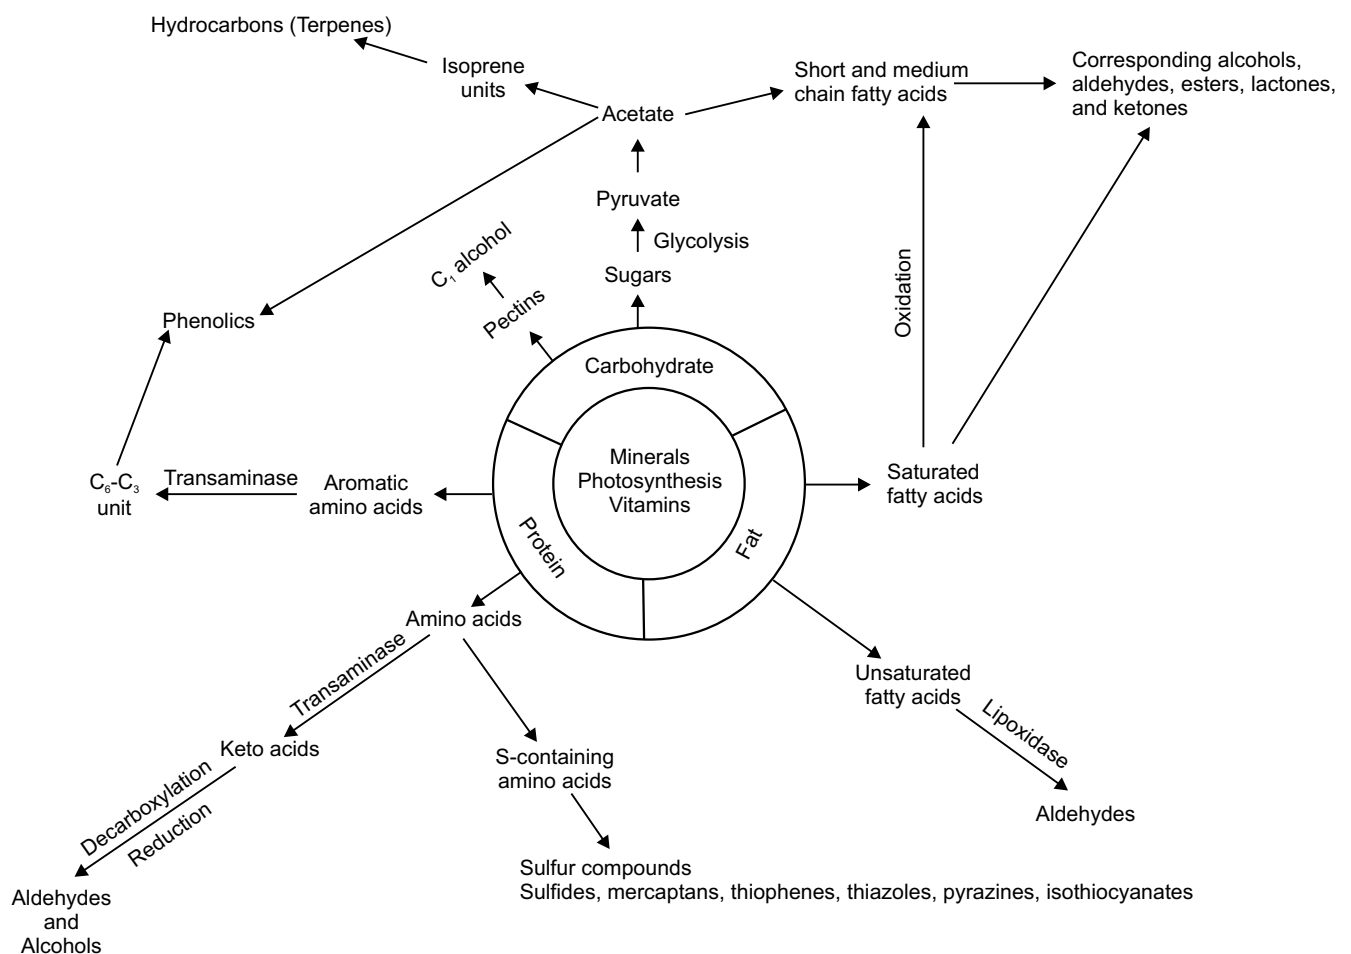 Hydrocarbons (Terpenes)
Isoprene
units
Acetate
Short and medium
chain fatty acids
Corresponding alcohols,
aldehydes, esters, lactones,
and ketones
Pyruvate
Glycolysis
Sugars
C₁ alcohol
Pectins
Phenolics
Oxidation
Carbohydrate
Minerals
Photosynthesis
Vitamins
Protein
Fat
C₆-C₃
unit
Transaminase
Aromatic
amino acids
Saturated
fatty acids
Amino acids
Transaminase
Keto acids
Decarboxylation
Reduction
Aldehydes
and
Alcohols
S-containing
amino acids
Sulfur compounds
Sulfides, mercaptans, thiophenes, thiazoles, pyrazines, isothiocyanates
Unsaturated
fatty acids
Lipoxidase
Aldehydes